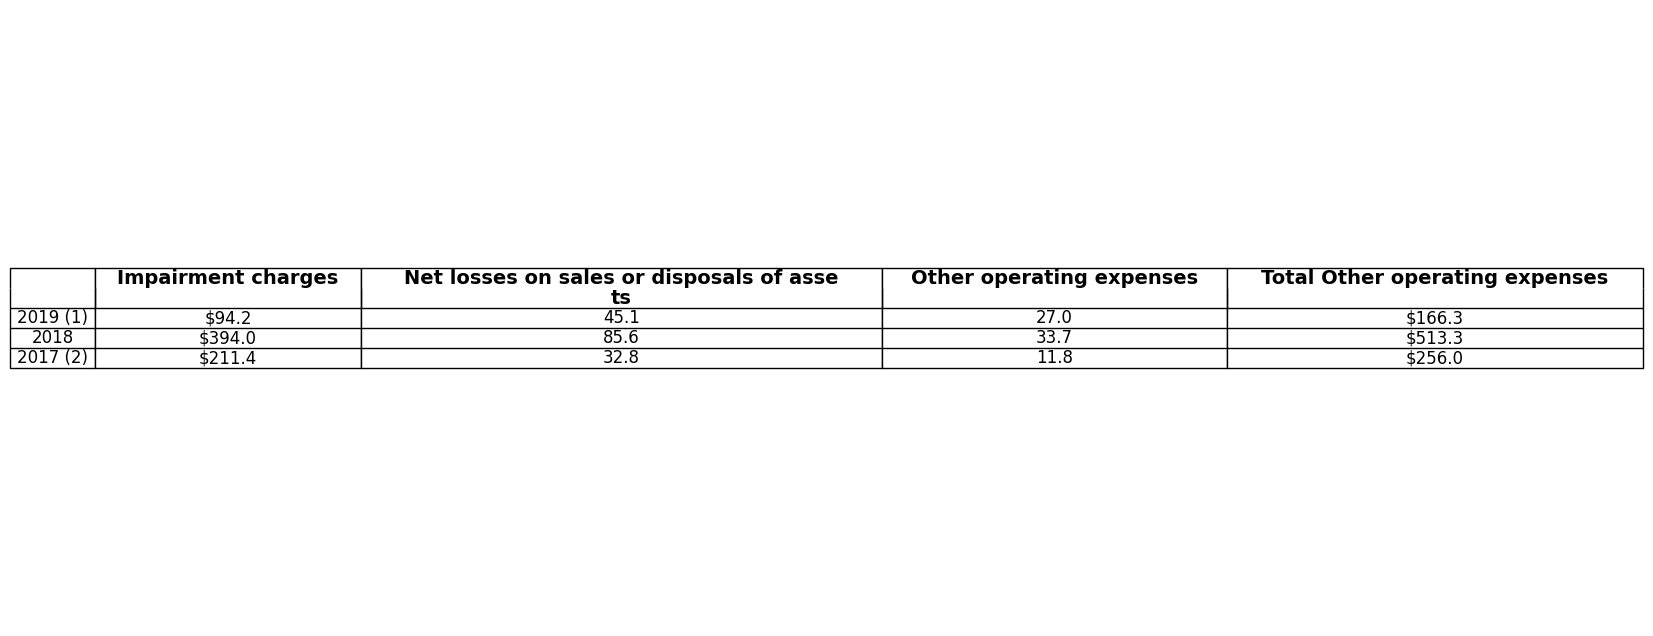 Impairment charges Net losses on sales or disposals of asse Other operating expenses Total Other operating expenses
ts
2019 (1) $94.2 45.1 27.0 $166.3
2018 $394.0 85.6 33.7 $513.3
2017 (2) $211.4 32.8 11.8 $256.0